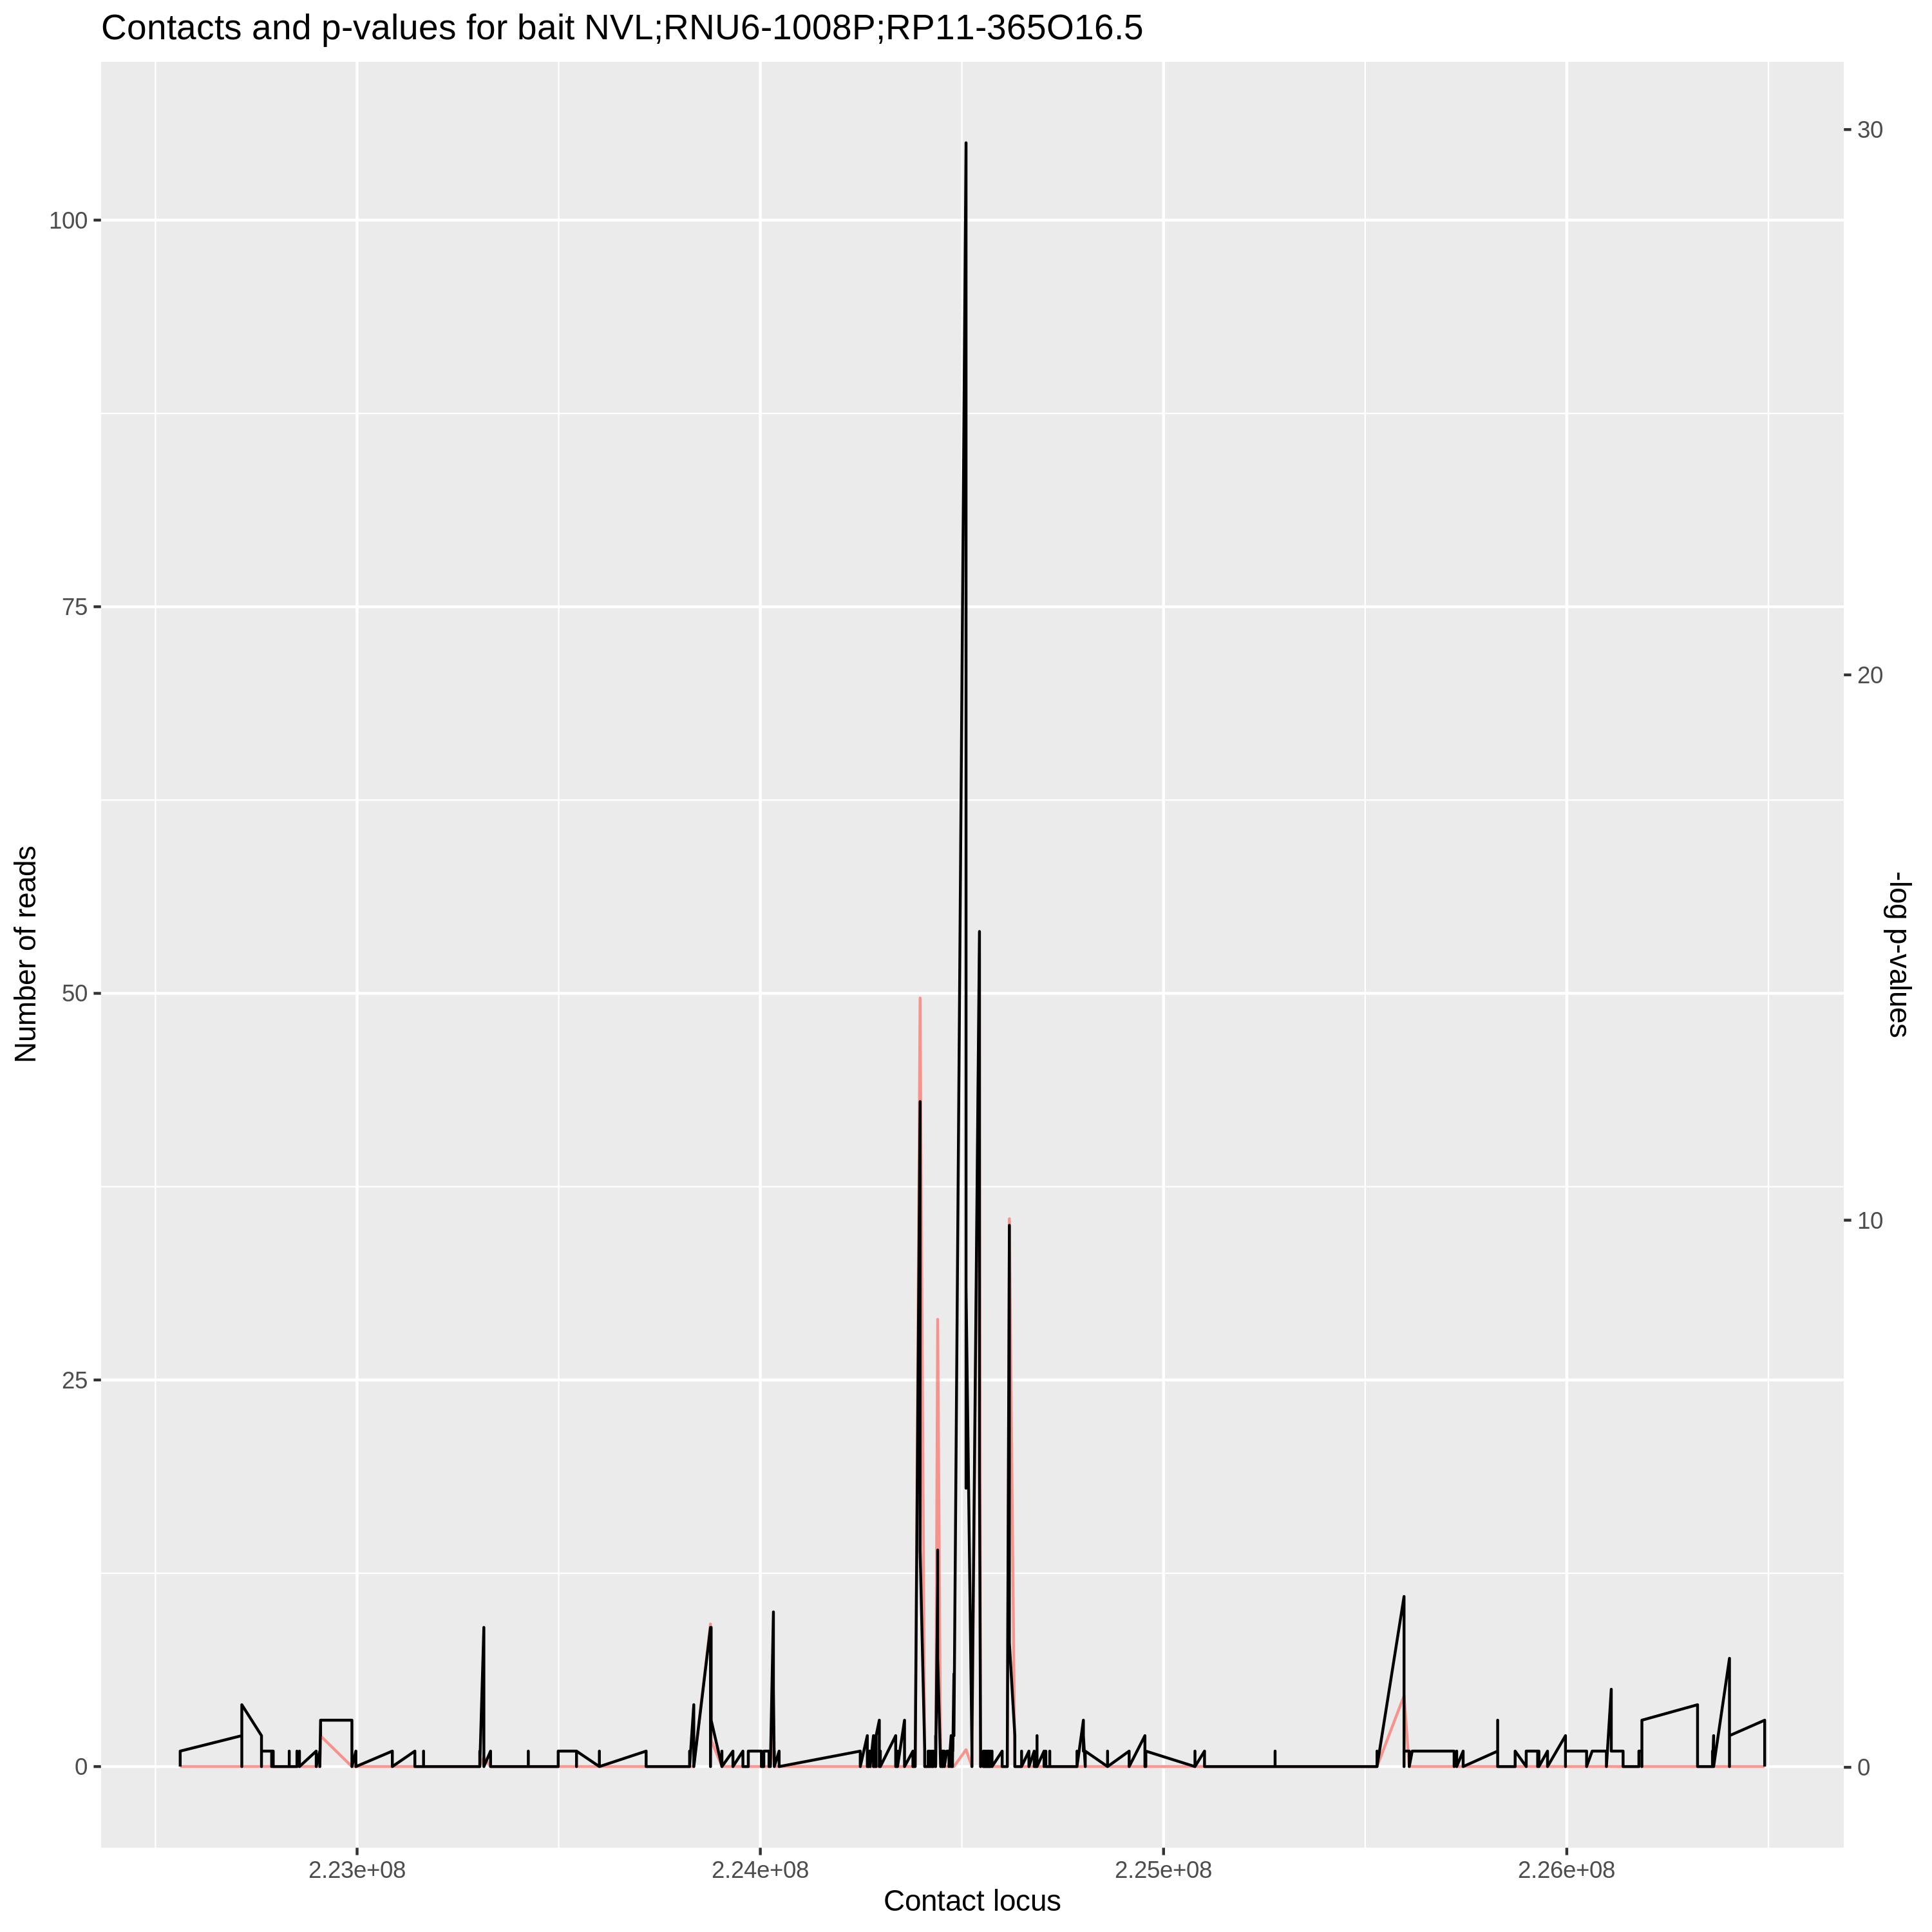 Contacts and p-values for bait NVL;RNU6-1008P;RP11-365O16.5
100
75
50
25
0
Number of reads
30
20
10
0
-log p-values
2.23e+08
2.24e+08
2.25e+08
2.26e+08
Contact locus